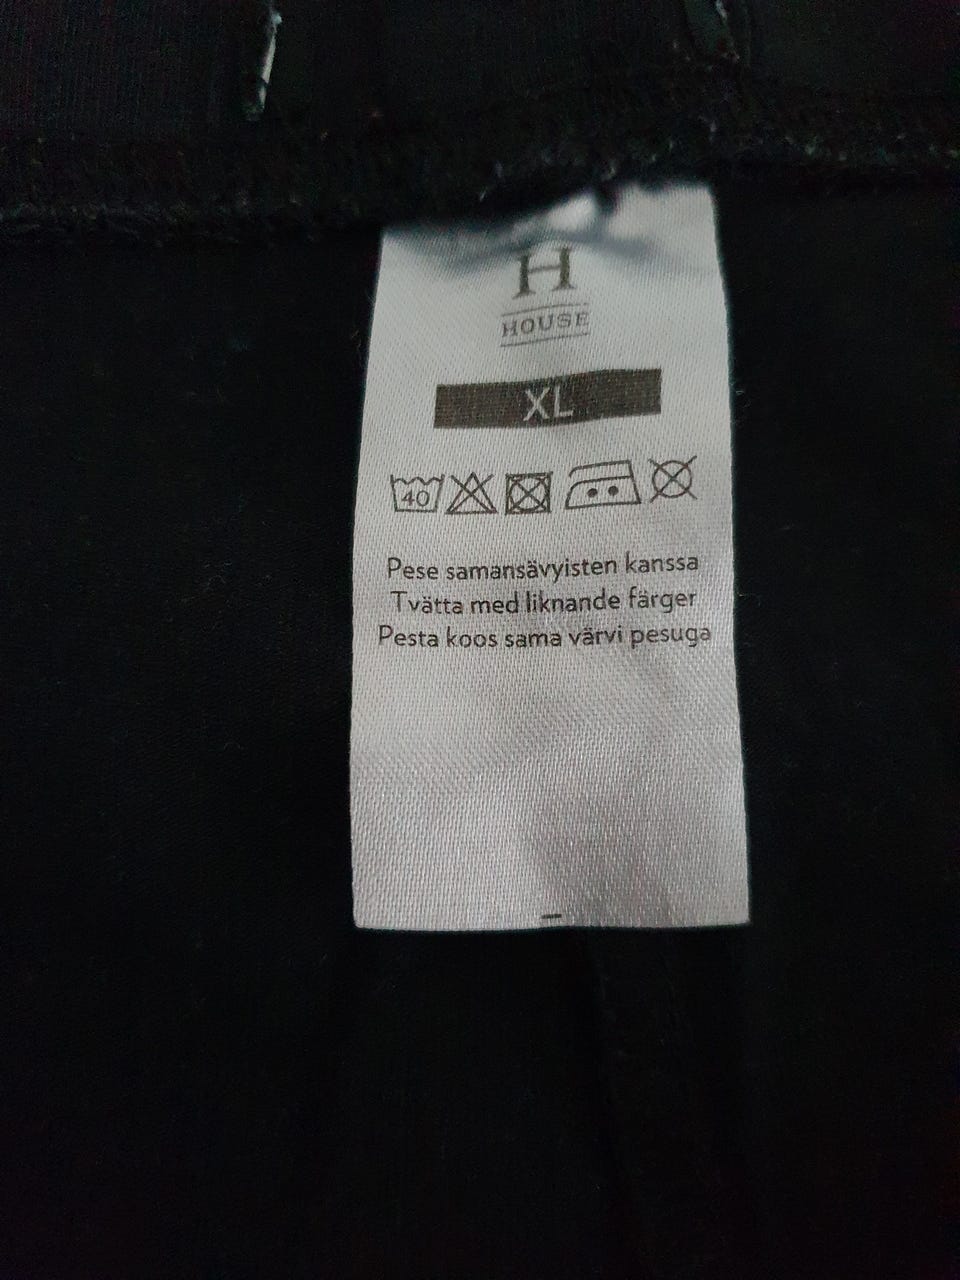 H
HOUSE
XL
40
Pese samansävyisten kanssa
Tvätta med liknande färger
Pesta koos sama värvi pesuga